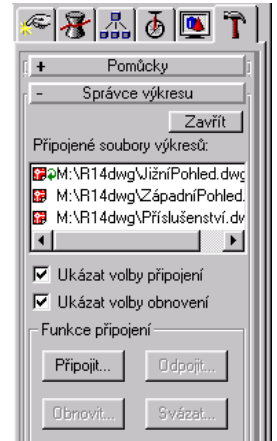 + Pomůcky
- Správce výkresu
Zavřít
Připojené soubory výkresů:
M:\R14dwg\JižníPohled.dwg
M:\R14dwg\ZápadníPohled.
M:\R14dwg\Příslušenství.dw
Ukázat volby připojení
Ukázat volby obnovení
Funkce připojení
Připojit... Odpojit...
Obnovit... Svázat...